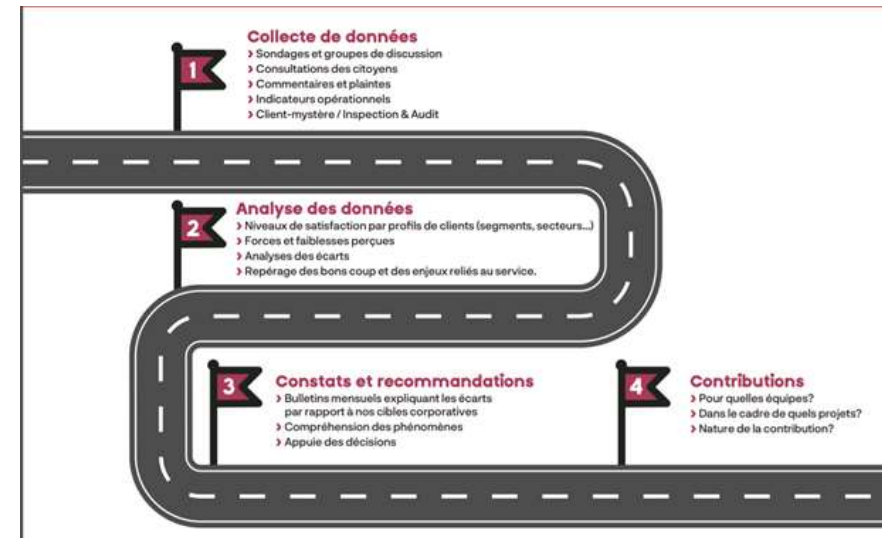 1
Collecte de données
› Sondages et groupes de discussion
› Consultations des citoyens
› Commentaires et plaintes
› Indicateurs opérationnels
› Client-mystère / Inspection & Audit
2
Analyse des données
› Niveaux de satisfaction par profils de clients (segments, secteurs...)
› Forces et faiblesses perçues
› Analyses des écarts
› Repérage des bons coup et des enjeux reliés au service.
3
Constats et recommandations
› Bulletins mensuels expliquant les écarts
par rapport à nos cibles corporatives
› Compréhension des phénomènes
› Appuie des décisions
4
Contributions
› Pour quelles équipes?
› Dans le cadre de quels projets?
› Nature de la contribution?